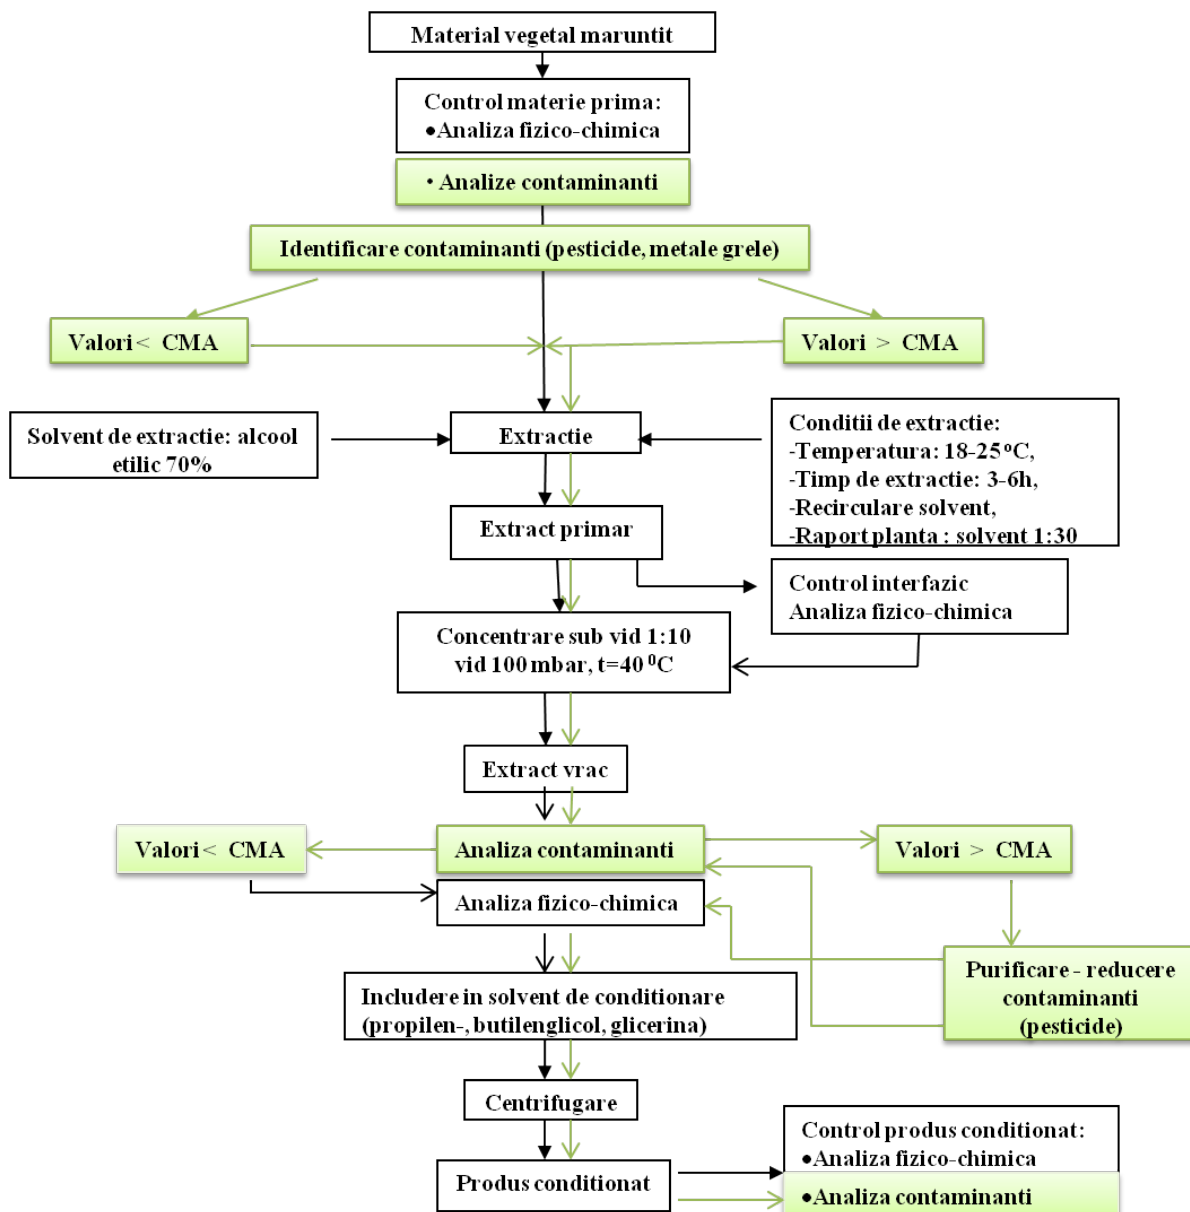 Material vegetal maruntit
Control materie prima:
•Analiza fizico-chimica
• Analize contaminanti
Identificare contaminanti (pesticide, metale grele)
Valori < CMA
Valori > CMA
Solvent de extractie: alcool
etilic 70%
Extractie
Conditii de extractie:
-Temperatura: 18-25 ºC,
-Timp de extractie: 3-6h,
-Recirculare solvent,
-Raport planta : solvent 1:30
Extract primar
Control interfazic
Analiza fizico-chimica
Concentrare sub vid 1:10
vid 100 mbar, t=40 ⁰C
Extract vrac
Valori < CMA
Analiza contaminanti
Valori > CMA
Analiza fizico-chimica
Purificare - reducere
contaminanti
(pesticide)
Includere in solvent de conditionare
(propilen-, butilenglicol, glicerina)
Centrifugare
Produs conditionat
Control produs conditionat:
•Analiza fizico-chimica
•Analiza contaminanti